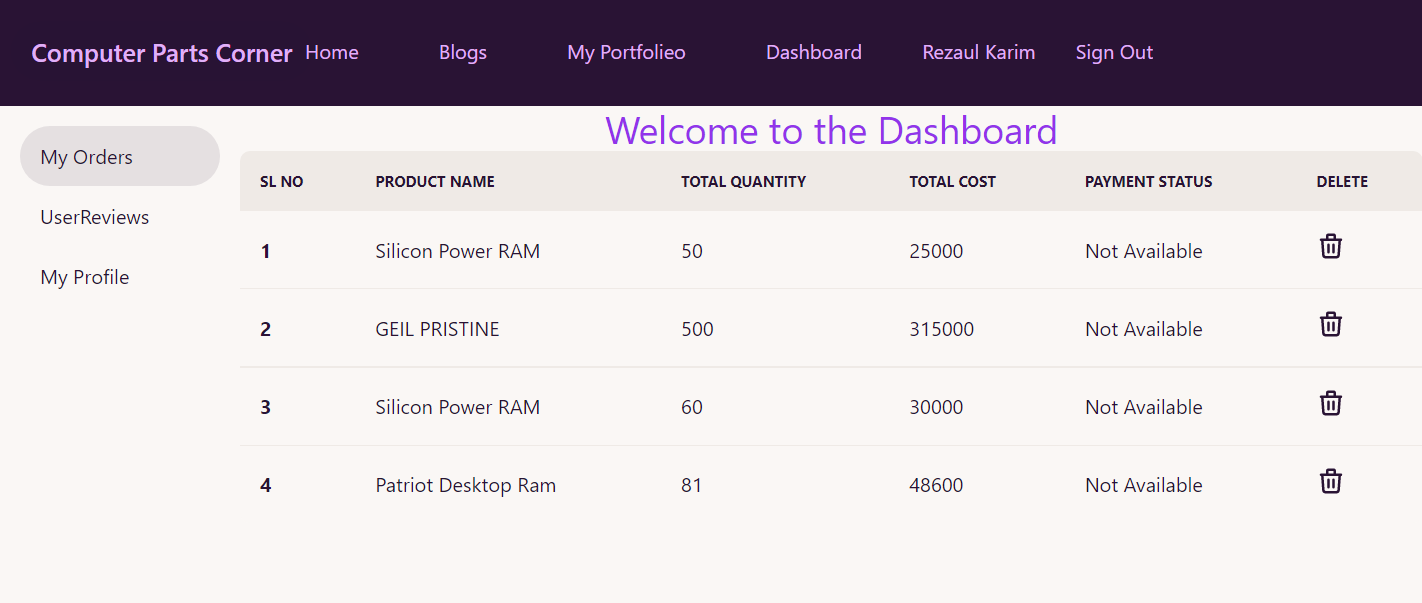 Computer Parts Corner Home Blogs My Portfolieo Dashboard Rezaul Karim Sign Out
Welcome to the Dashboard
My Orders
UserReviews
My Profile
SL NO PRODUCT NAME TOTAL QUANTITY TOTAL COST PAYMENT STATUS DELETE
1 Silicon Power RAM 50 25000 Not Available
2 GEIL PRISTINE 500 315000 Not Available
3 Silicon Power RAM 60 30000 Not Available
4 Patriot Desktop Ram 81 48600 Not Available